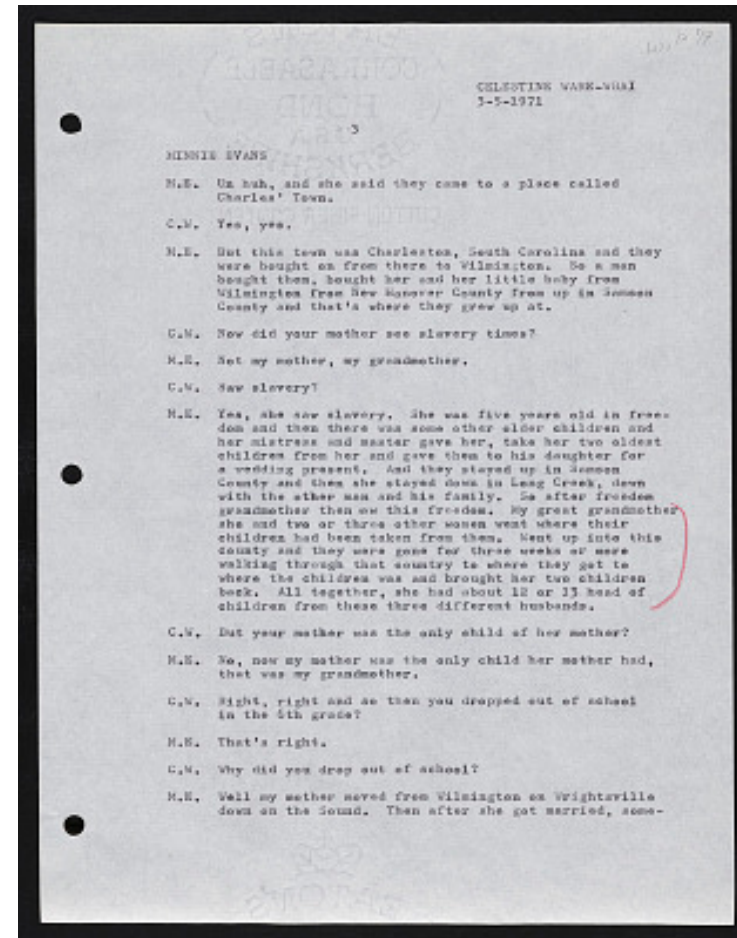 CELESTINE WARE-WHAI
3-5-1971
3
MINNIE EVANS
M.E. Um huh, and she said they came to a place called
Charles' Town.
C.W. Yes, yes.
M.E. But this town was Charleston, South Carolina and they
were bought on from there to Wilmington. So a man
bought them, bought her and her little baby from
Wilmington from New Hanover County from up in Samson
County and that's where they grew up at.
C.W. Now did your mother see slavery times?
M.E. Not my mother, my grandmother.
C.W. Saw slavery?
M.E. Yes, she saw slavery. She was five years old in free-
dom and then there was some other elder children and
her mistress and master gave her, take her two oldest
children from her and gave them to his daughter for
a wedding present. And they stayed up in Samson
County and then she stayed down in Long Creek, down
with the other man and his family. So after freedom
grandmother then on this freedom. My great grandmother
she and two or three other women went where their
children had been taken from them. Went up into this
county and they were gone for three weeks or more
walking through that country to where they got to
where the children was and brought her two children
back. All together, she had about 12 or 13 head of
children from these three different husbands.
C.W. But your mother was the only child of her mother?
M.E. No, now my mother was the only child her mother had,
that was my grandmother.
C.W. Right, right and so then you dropped out of school
in the 6th grade?
M.E. That's right.
C.W. Why did you drop out of school?
M.E. Well my mother moved from Wilmington on Wrightsville
down on the Sound. Then after she got married, some-